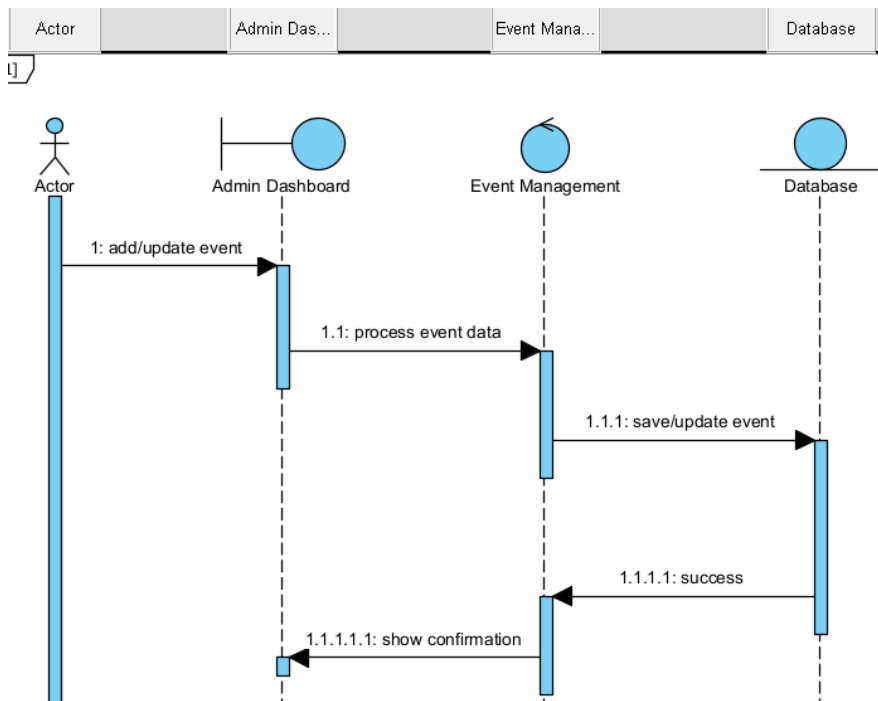 Actor
Admin Das...
Event Mana...
Database
1]
Actor
Admin Dashboard
Event Management
Database
1: add/update event
1.1: process event data
1.1.1: save/update event
1.1.1.1: success
1.1.1.1.1: show confirmation